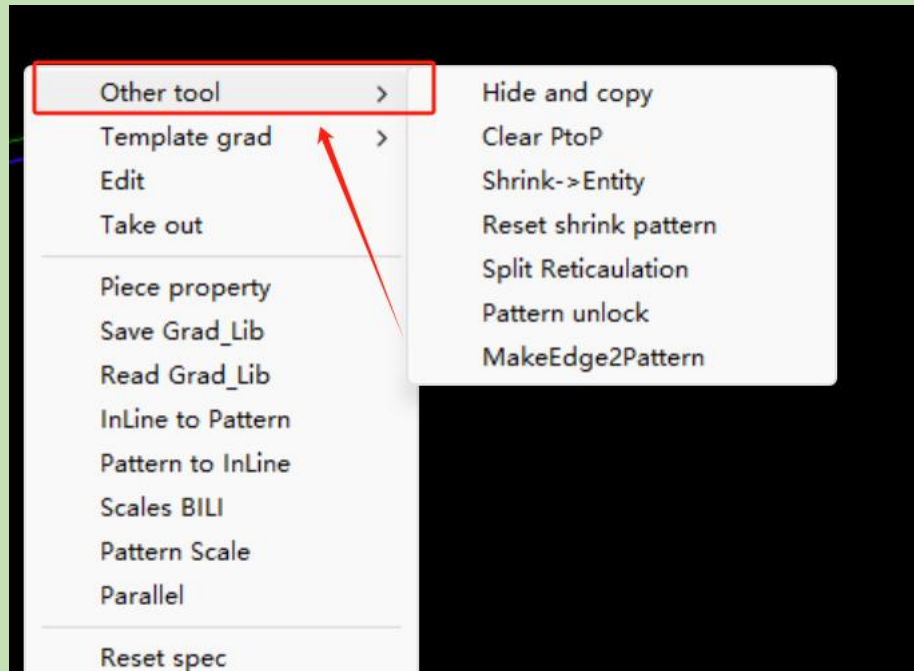 Other tool
Template grad
Edit
Take out
Piece property
Save Grad_Lib
Read Grad_Lib
InLine to Pattern
Pattern to InLine
Scales BILI
Pattern Scale
Parallel
Reset spec
Hide and copy
Clear PtoP
Shrink->Entity
Reset shrink pattern
Split Reticaulation
Pattern unlock
MakeEdge2Pattern